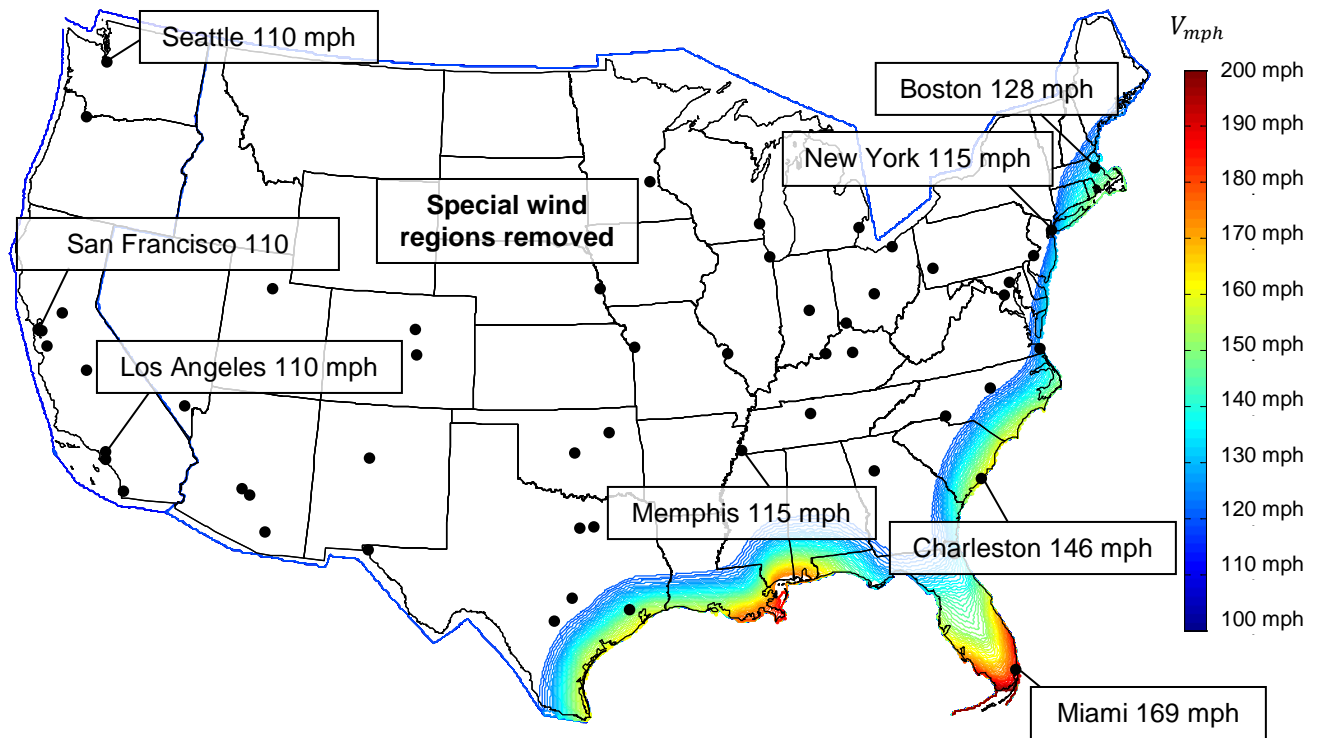 Seattle 110 mph
V_mph
200 mph
Boston 128 mph
190 mph
New York 115 mph
180 mph
Special wind
regions removed
170 mph
San Francisco 110
160 mph
150 mph
Los Angeles 110 mph
140 mph
130 mph
Memphis 115 mph
120 mph
Charleston 146 mph
110 mph
100 mph
Miami 169 mph